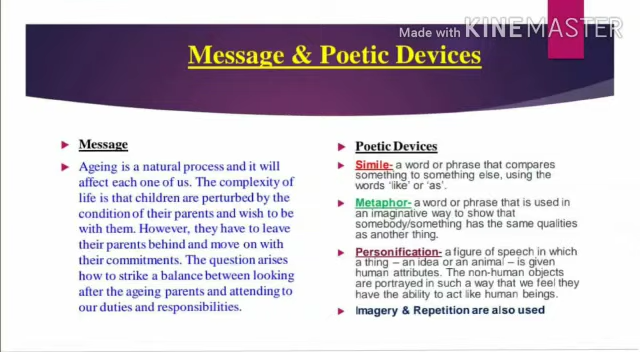 Made with KINEMASTER
Message & Poetic Devices
Message
Ageing is a natural process and it will
affect each one of us. The complexity of
life is that children are perturbed by the
condition of their parents and wish to be
with them. However, they have to leave
their parents behind and move on with
their commitments. The question arises
how to strike a balance between looking
after the ageing parents and attending to
our duties and responsibilities.
Poetic Devices
Simile- a word or phrase that compares
something to something else, using the
words ‘like’ or ‘as’.
Metaphor- a word or phrase that is used in
an imaginative way to show that
somebody/something has the same qualities
as another thing.
Personification- a figure of speech in which
a thing – an idea or an animal – is given
human attributes. The non-human objects
are portrayed in such a way that we feel they
have the ability to act like human beings.
Imagery & Repetition are also used